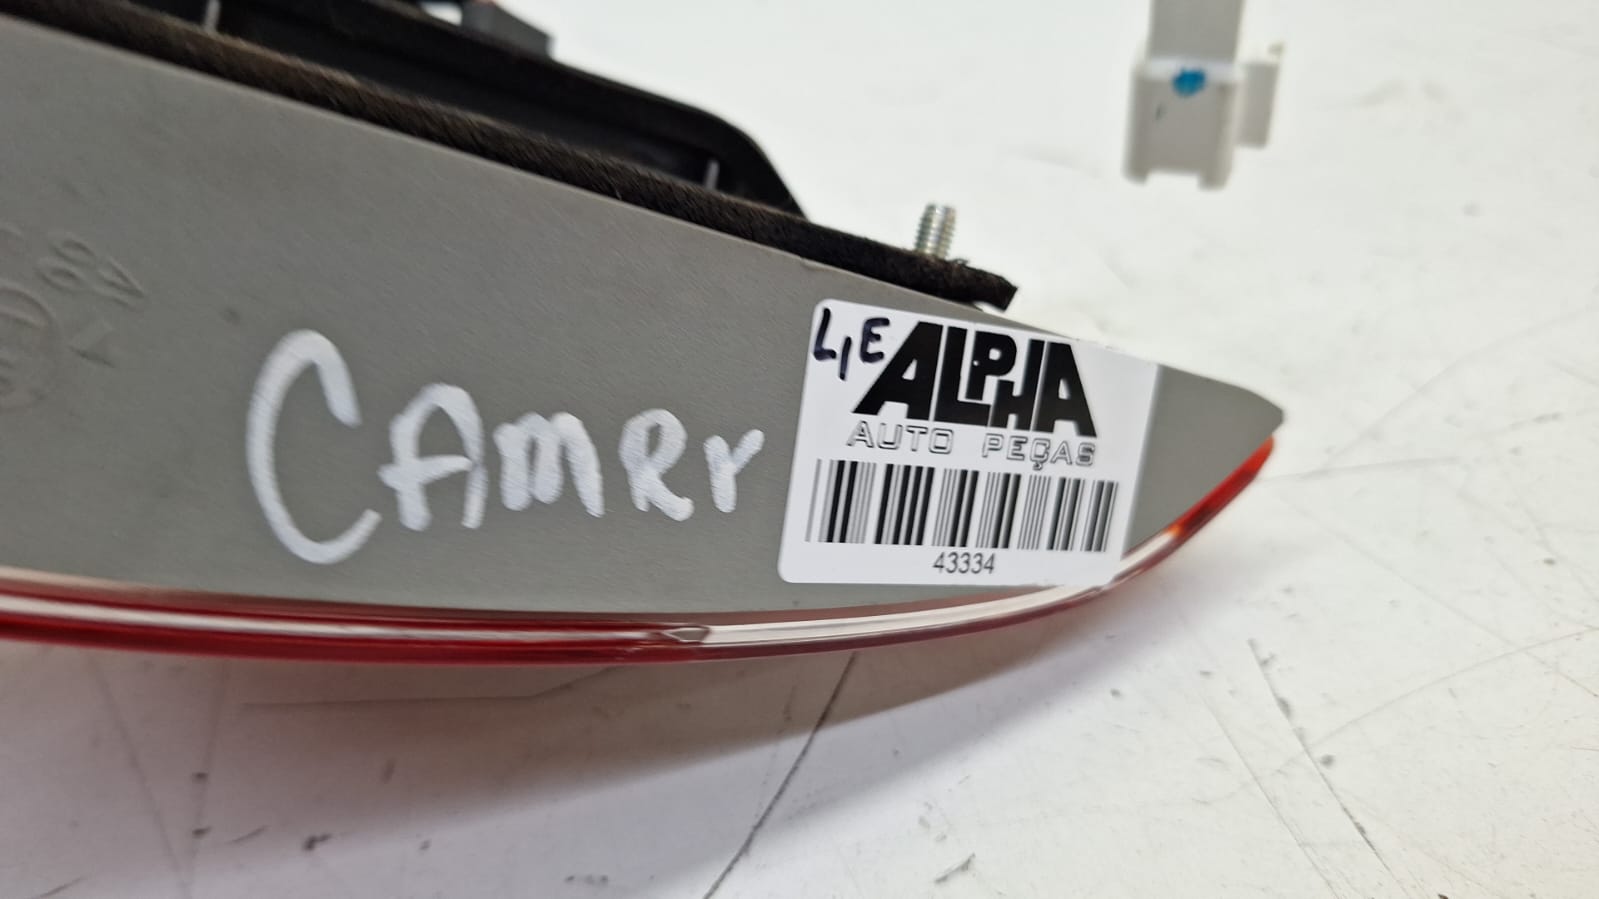 CAMRY
L,E ALPHA
AUTO PEÇAS
43334